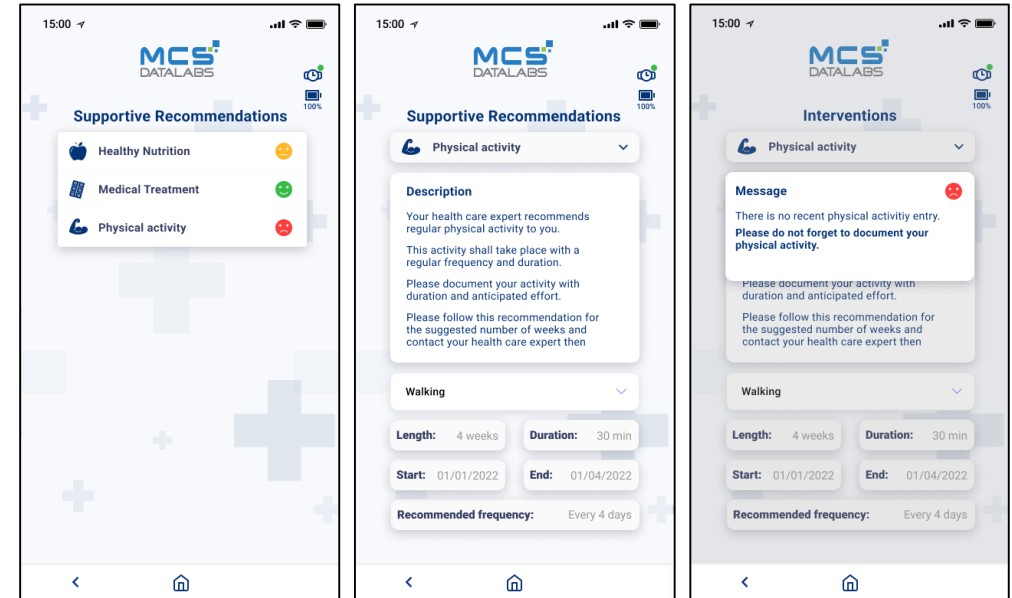 15:00
MCS
DATALABS
100%
Supportive Recommendations
Healthy Nutrition
Medical Treatment
Physical activity
15:00
MCS
DATALABS
100%
Supportive Recommendations
Physical activity
Description
Your health care expert recommends
regular physical activity to you.
This activity shall take place with a
regular frequency and duration.
Please document your activity with
duration and anticipated effort.
Please follow this recommendation for
the suggested number of weeks and
contact your health care expert then
Walking
Length: 4 weeks
Duration: 30 min
Start: 01/01/2022
End: 01/04/2022
Recommended frequency: Every 4 days
15:00
MCS
DATALABS
100%
Interventions
Physical activity
Message
There is no recent physical activitiy entry.
Please do not forget to document your
physical activity.
Please document your activity with
duration and anticipated effort.
Please follow this recommendation for
the suggested number of weeks and
contact your health care expert then
Walking
Length: 4 weeks
Duration: 30 min
Start: 01/01/2022
End: 01/04/2022
Recommended frequency: Every 4 days